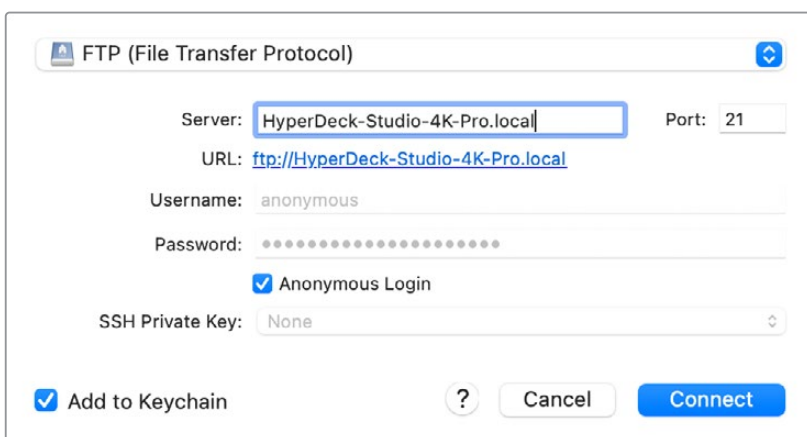 FTP (File Transfer Protocol)
Server: HyperDeck-Studio-4K-Pro.local Port: 21
URL: ftp://HyperDeck-Studio-4K-Pro.local
Username: anonymous
Password: ●●●●●●●●●●●●●●●●●●●●●
Anonymous Login
SSH Private Key: None
Add to Keychain ? Cancel Connect